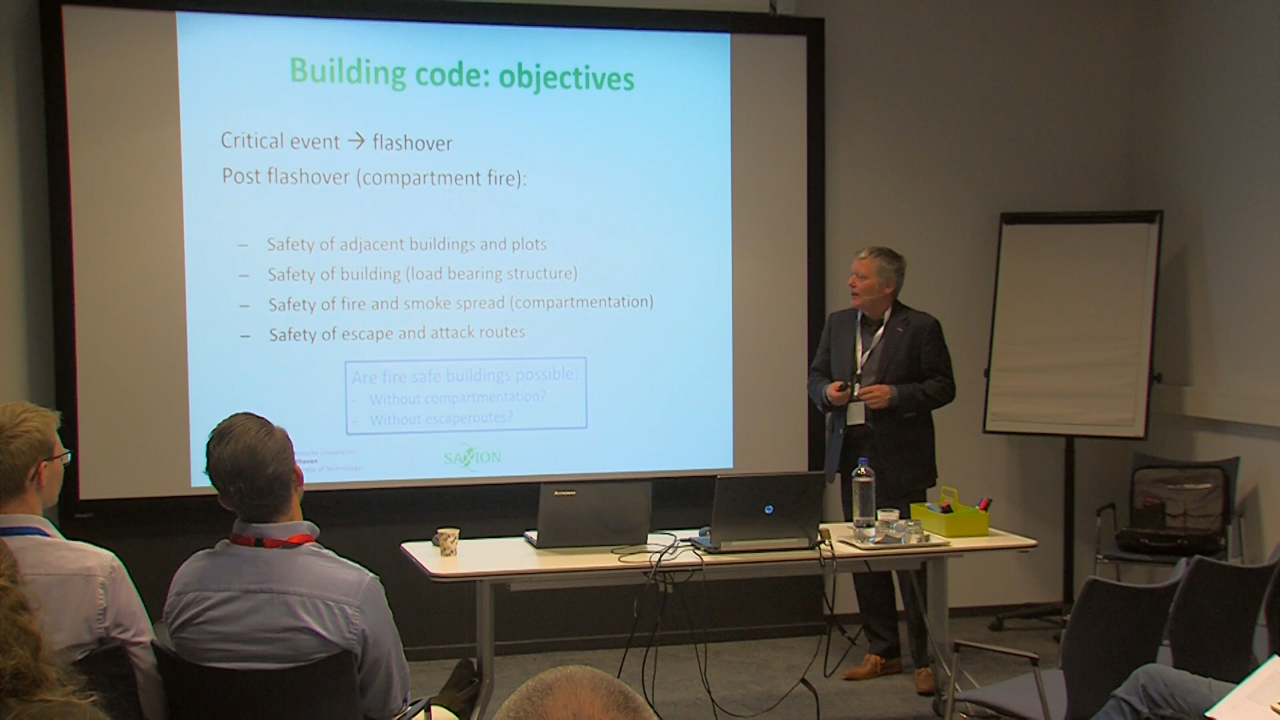 Building code: objectives
Critical event → flashover
Post flashover (compartment fire):
– Safety of adjacent buildings and plots
– Safety of building (load bearing structure)
– Safety of fire and smoke spread (compartmentation)
– Safety of escape and attack routes
Are fire safe buildings possible:
- Without compartmentation?
- Without escaperoutes?
SAXION
lenovo
hp